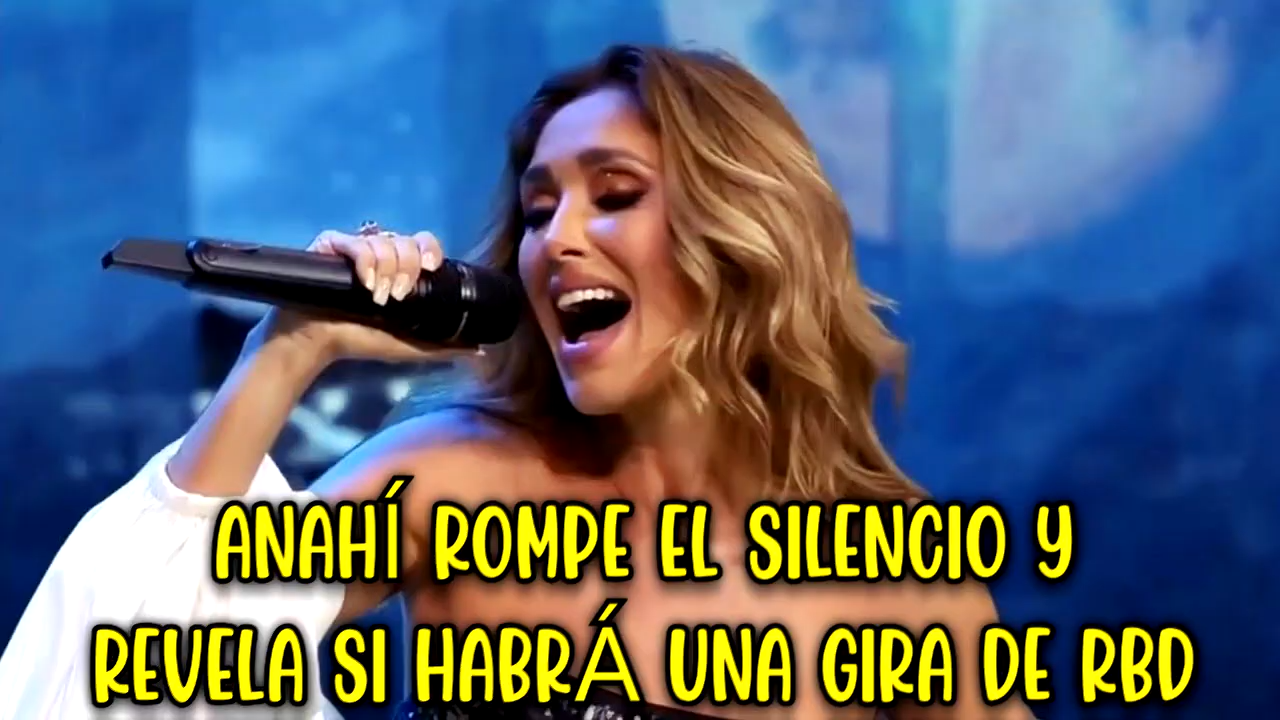 ANAHÍ ROMPE EL SILENCIO Y
REVELA SI HABRÁ UNA GIRA DE RBD